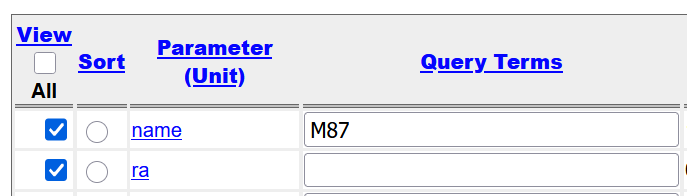 View
All
Sort
Parameter
(Unit)
Query Terms
name
M87
ra